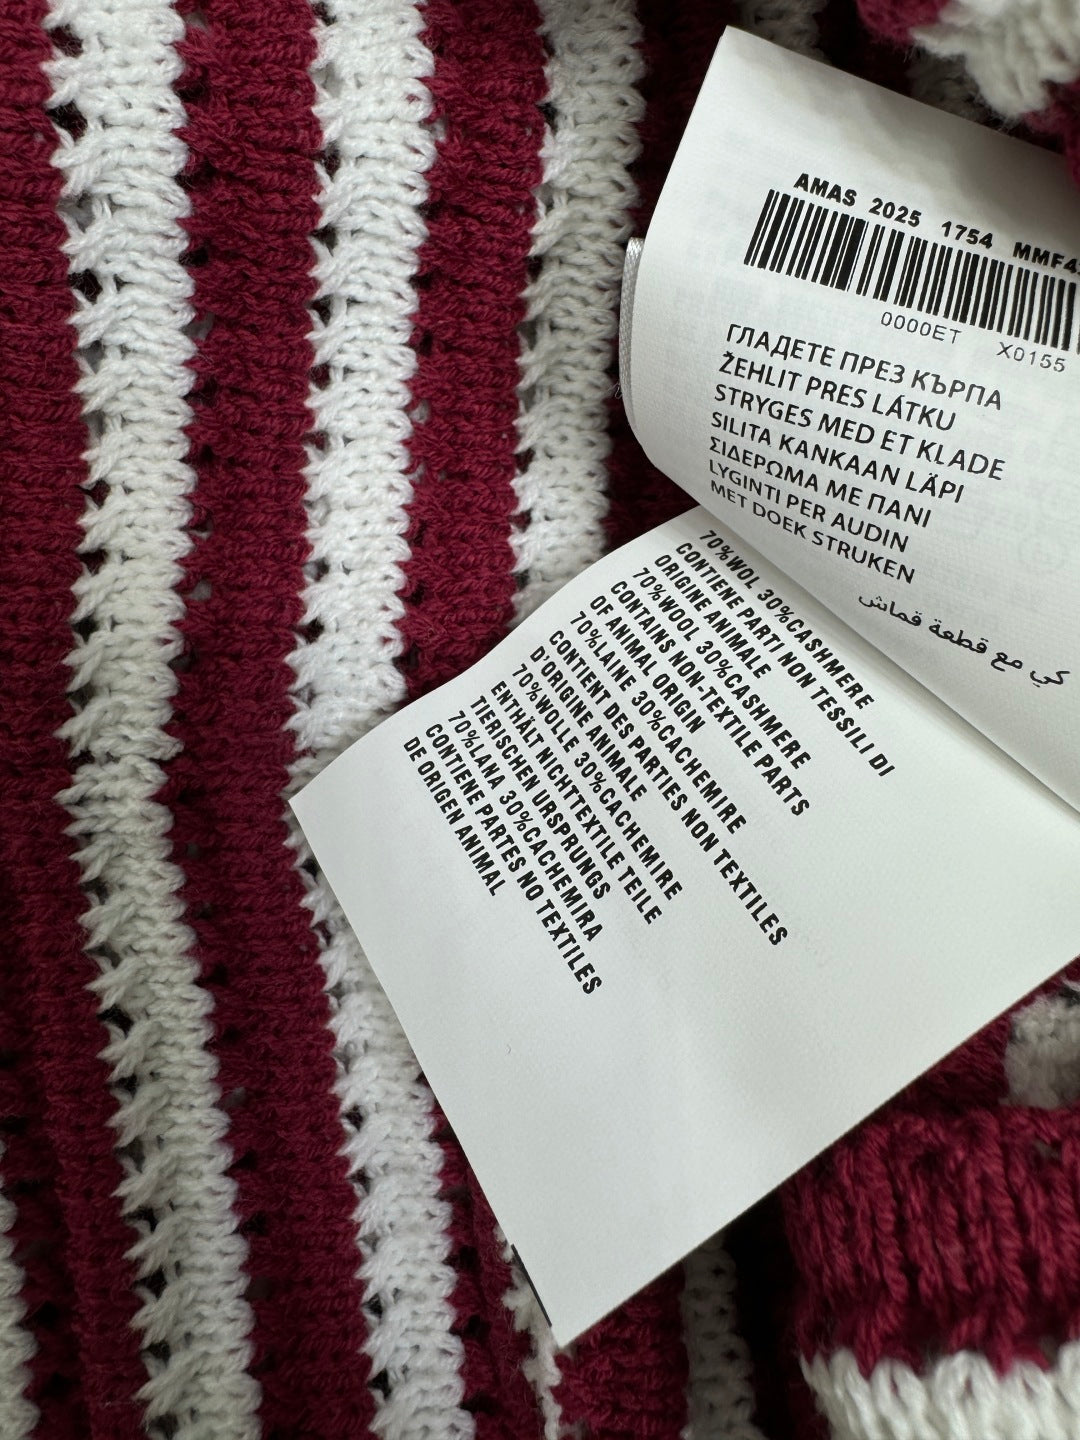 AMAS 2025 1754 MMF4
0000ET X0155
ГЛАДЕТЕ ПРЕЗ КЪРПА
ŽEHLIT PRES LÁTKU
STRYGES MED ET KLADE
SILITA KANKAAN LÄPI
ΣΙΔΕΡΩΜΑ ΜΕ ΠΑΝΙ
LYGINTI PER AUDIN
MET DOEK STRUKEN
كي مع قطعة قماش
70%WOL 30%CASHMERE
CONTIENE PARTI NON TESSILI DI
ORIGINE ANIMALE
70%WOOL 30%CASHMERE
CONTAINS NON-TEXTILE PARTS
OF ANIMAL ORIGIN
70%LAINE 30%CACHEMIRE
CONTIENT DES PARTIES NON TEXTILES
D'ORIGINE ANIMALE
70%WOLLE 30%CACHEMIRE
ENTHÄLT NICHTTEXTILE TEILE
TIERISCHEN URSPRUNGS
70%LANA 30%CACHEMIRA
CONTIENE PARTES NO TEXTILES
DE ORIGEN ANIMAL